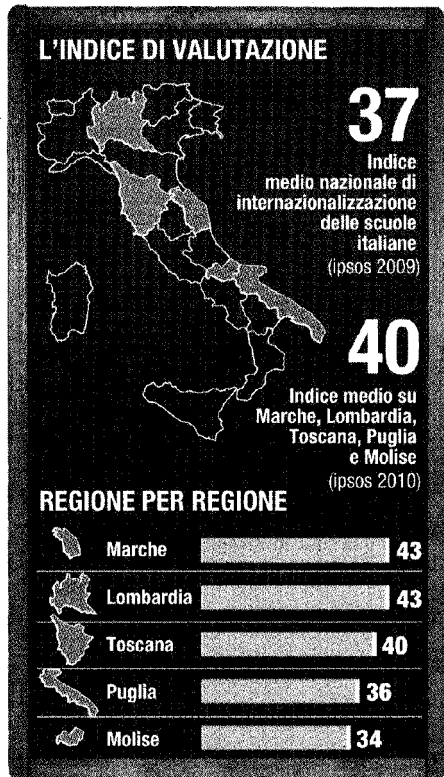 L'INDICE DI VALUTAZIONE
37
Indice
medio nazionale di
internazionalizzazione
delle scuole
italiane
(ipsos 2009)
40
Indice medio su
Marche, Lombardia,
Toscana, Puglia
e Molise
(ipsos 2010)
REGIONE PER REGIONE
Marche 43
Lombardia 43
Toscana 40
Puglia 36
Molise 34